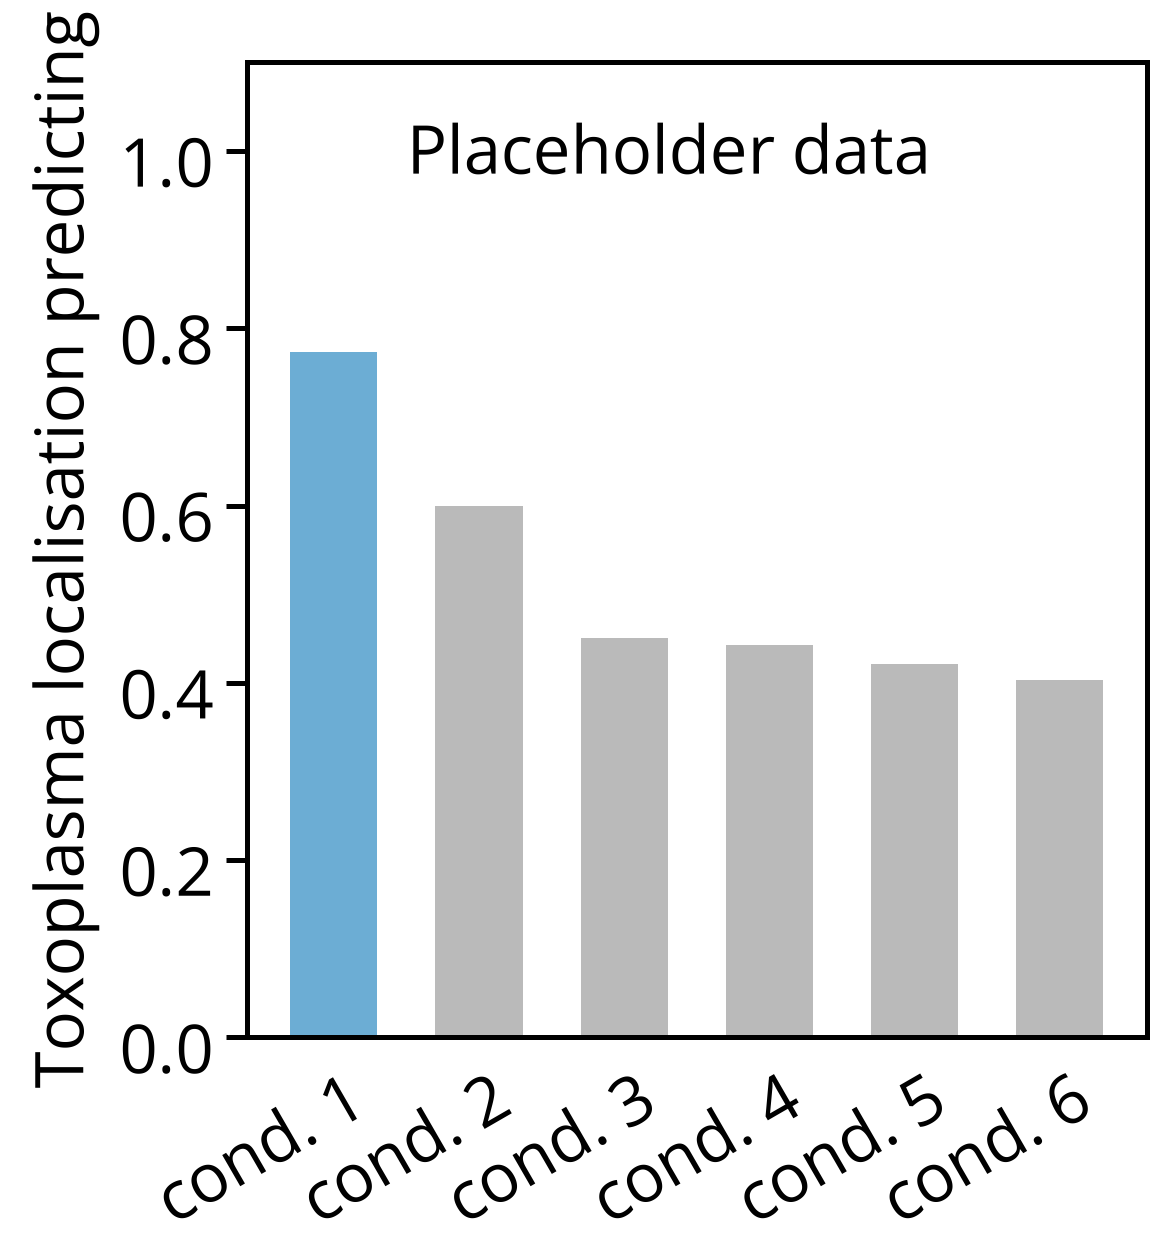 Toxoplasma localisation predicting
Placeholder data
1.0
0.8
0.6
0.4
0.2
0.0
cond. 1
cond. 2
cond. 3
cond. 4
cond. 5
cond. 6